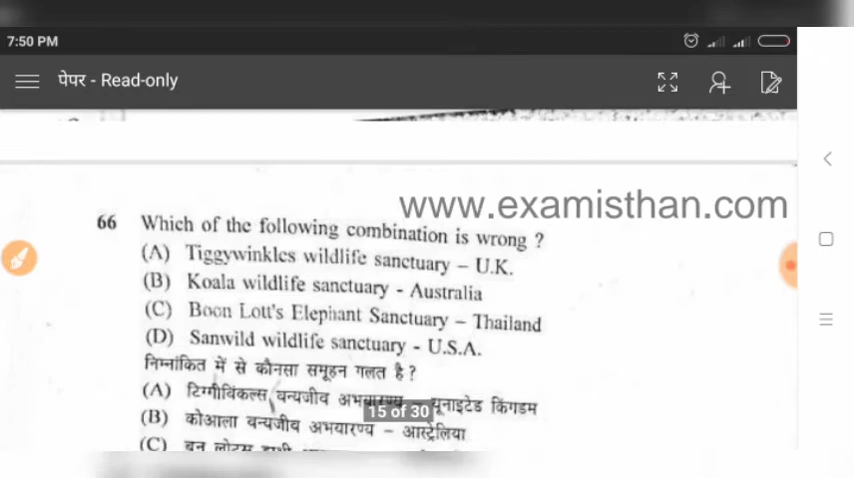 7:50 PM
पेपर - Read-only
www.examisthan.com
66 Which of the following combination is wrong ?
(A) Tiggywinkles wildlife sanctuary – U.K.
(B) Koala wildlife sanctuary - Australia
(C) Boon Lott's Elephant Sanctuary – Thailand
(D) Sanwild wildlife sanctuary - U.S.A.
निम्नांकित में से कौनसा समूहन गलत है ?
(A) टिग्गीविंकल्स वन्यजीव अभयारण्य – यूनाइटेड किंगडम
15 of 30
(B) कोआला वन्यजीव अभयारण्य – आस्ट्रेलिया
(C) बून